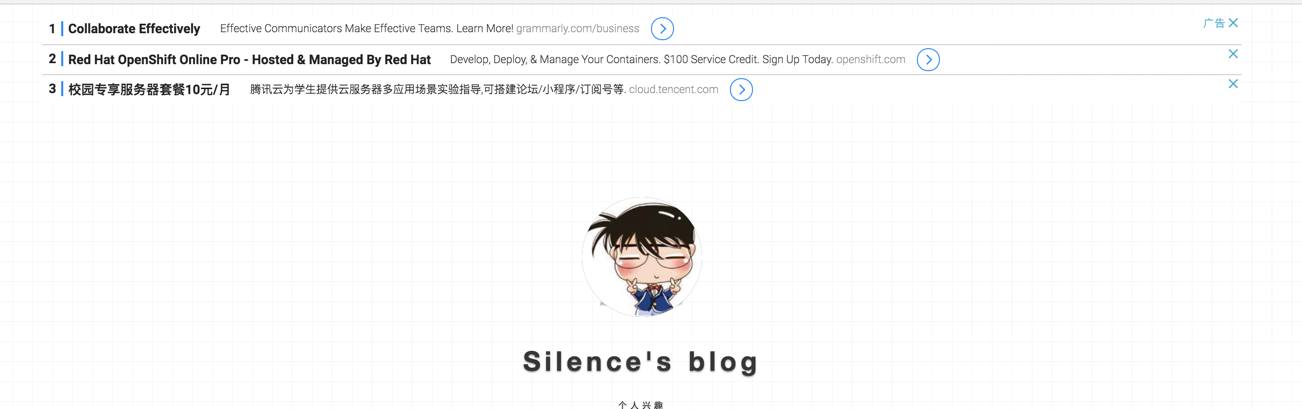 广告
1 Collaborate Effectively Effective Communicators Make Effective Teams. Learn More! grammarly.com/business
2 Red Hat OpenShift Online Pro - Hosted & Managed By Red Hat Develop, Deploy, & Manage Your Containers. $100 Service Credit. Sign Up Today. openshift.com
3 校园专享服务器套餐10元/月 腾讯云为学生提供云服务器多应用场景实验指导,可搭建论坛/小程序/订阅号等. cloud.tencent.com
Silence's blog
个人兴趣